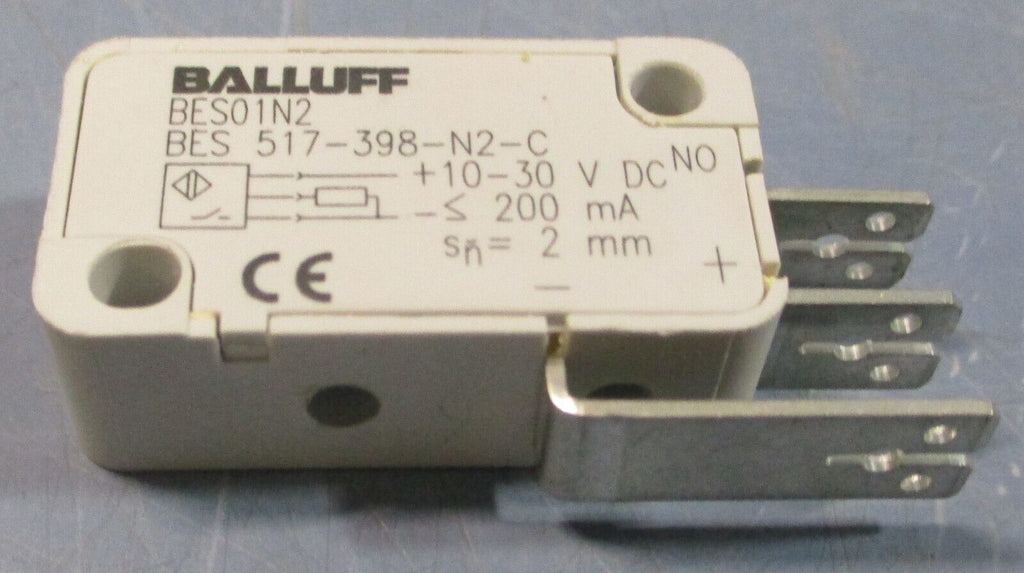 BALLUFF
BES01N2
BES 517-398-N2-C
+10-30 V DC NO
-≤ 200 mA
sn̄= 2 mm
CE
- +